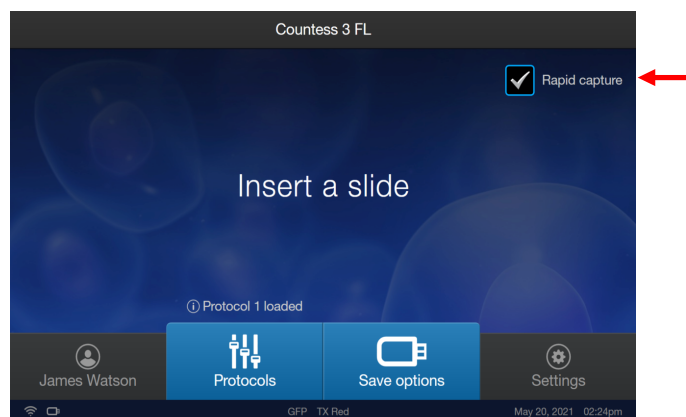 Countess 3 FL
Rapid capture
Insert a slide
Protocol 1 loaded
James Watson
Protocols
Save options
Settings
GFP TX Red
May 20, 2021 02:24pm